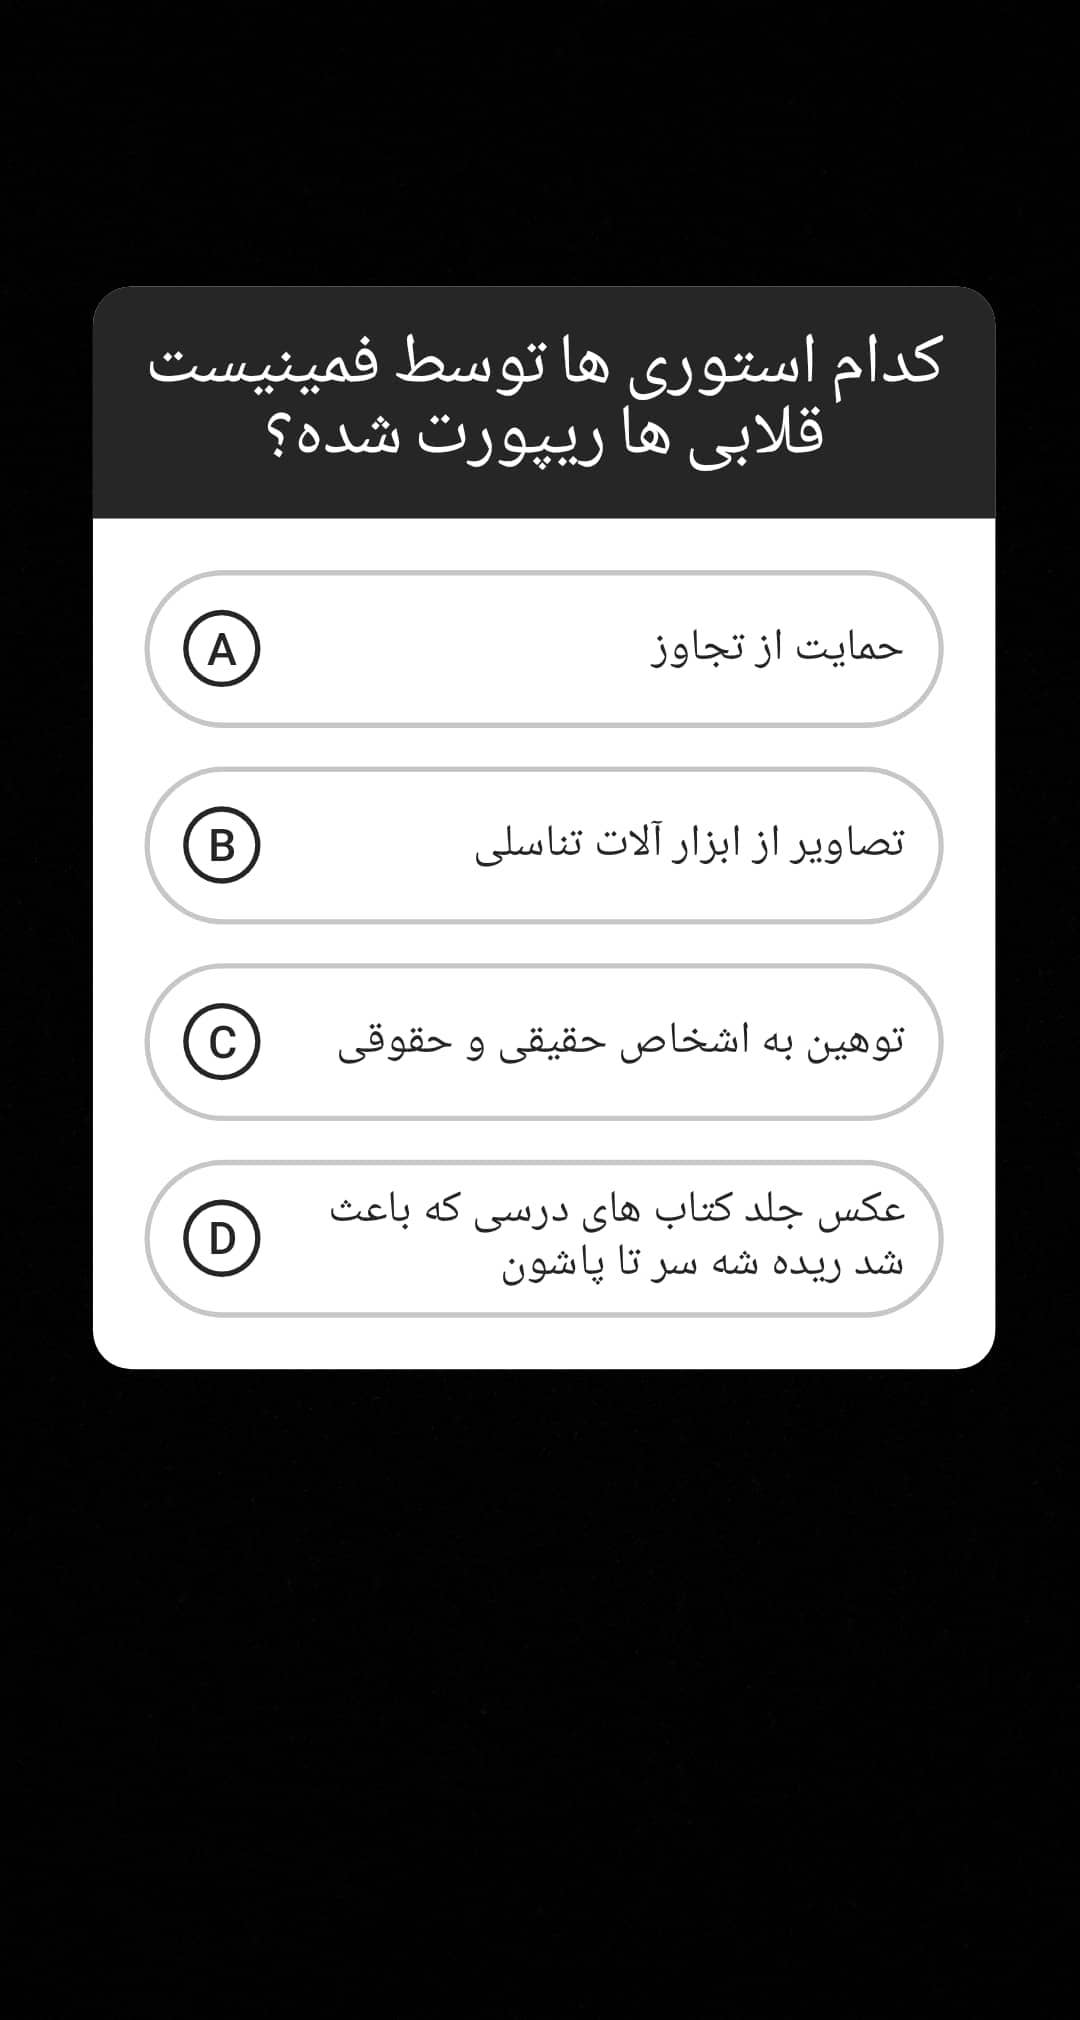 کدام استوری ها توسط فمینیست
قلابی ها ریپورت شده؟
A
حمایت از تجاوز
B
تصاویر از ابزار آلات تناسلی
C
توهین به اشخاص حقیقی و حقوقی
D
عکس جلد کتاب های درسی که باعث
شد ریده شه سر تا پاشون